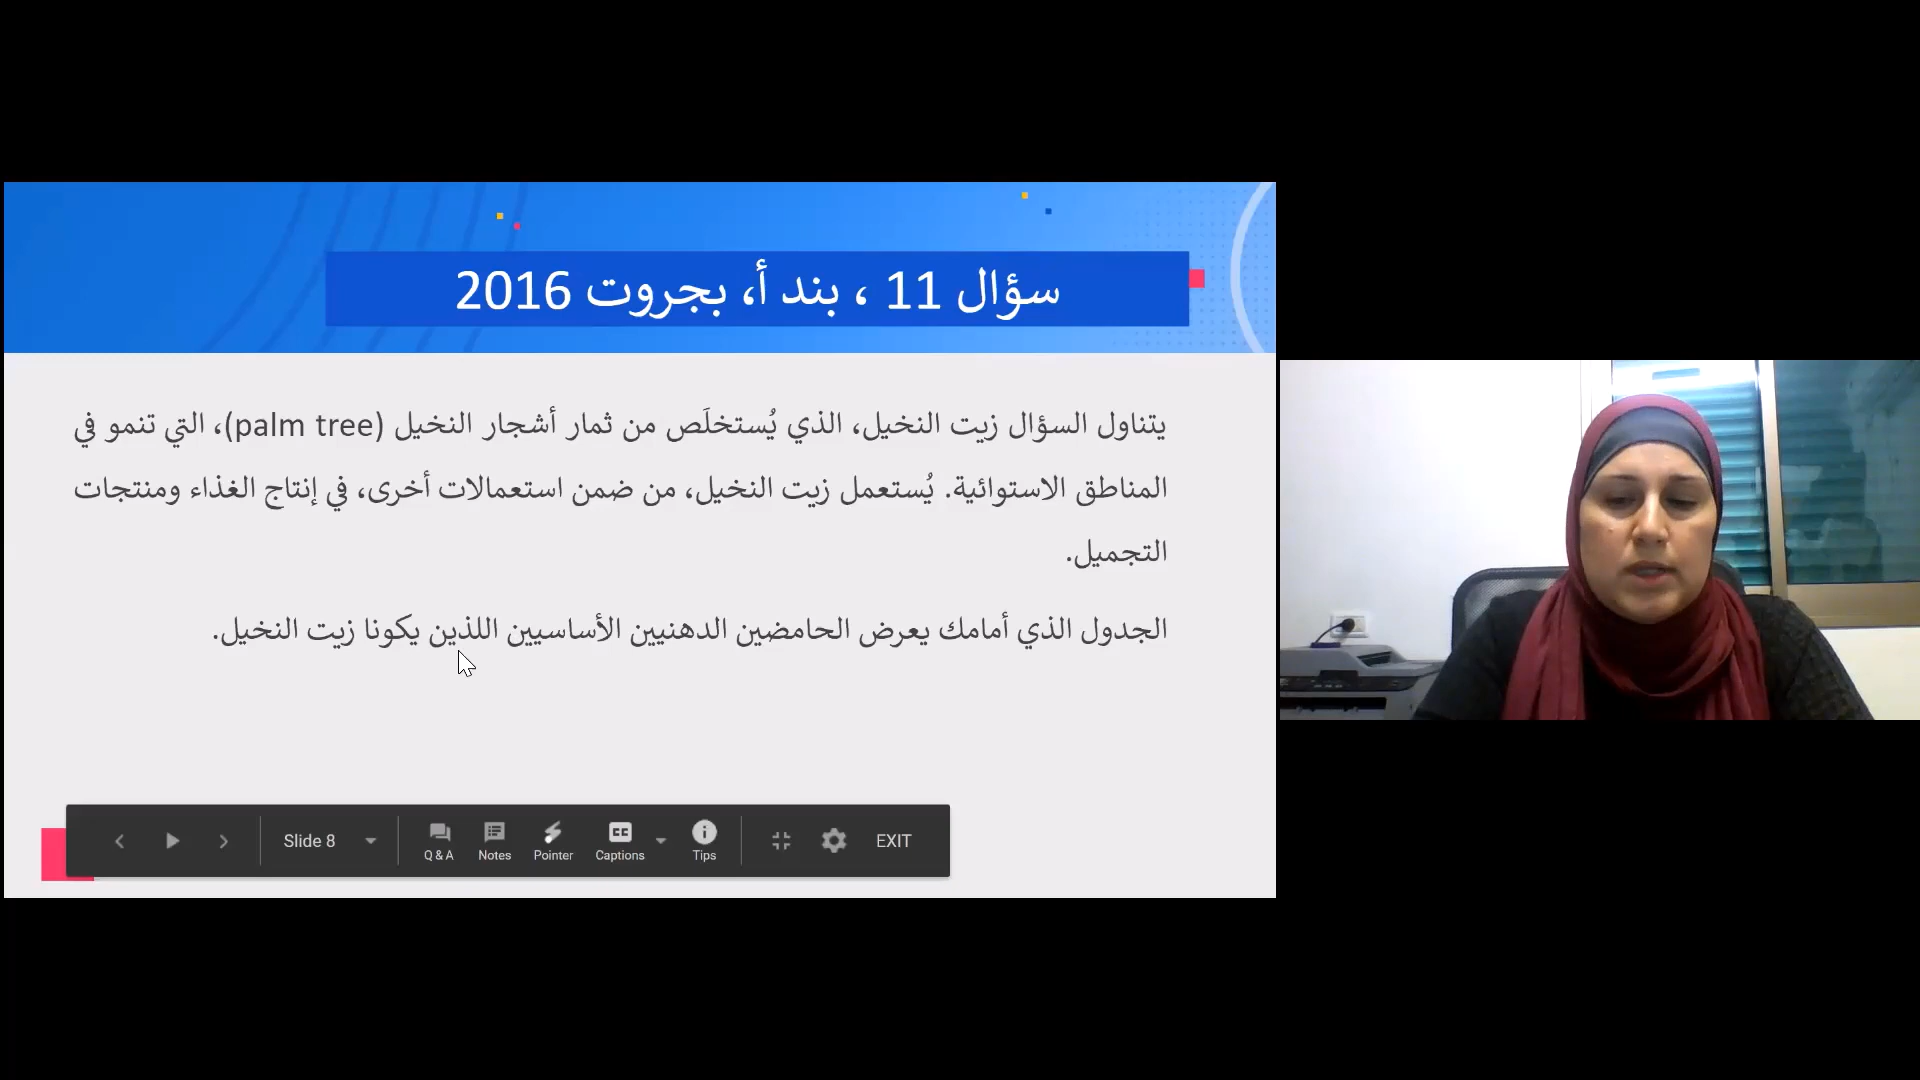 سؤال 11 ، بند أ، بجروت 2016
يتناول السؤال زيت النخيل، الذي يُستخلَص من ثمار أشجار النخيل (palm tree)، التي تنمو في
المناطق الاستوائية. يُستعمل زيت النخيل، من ضمن استعمالات أخرى، في إنتاج الغذاء ومنتجات
التجميل.
الجدول الذي أمامك يعرض الحامضين الدهنيين الأساسيين اللذين يكونا زيت النخيل.
Slide 8
Q & A
Notes
Pointer
Captions
Tips
EXIT